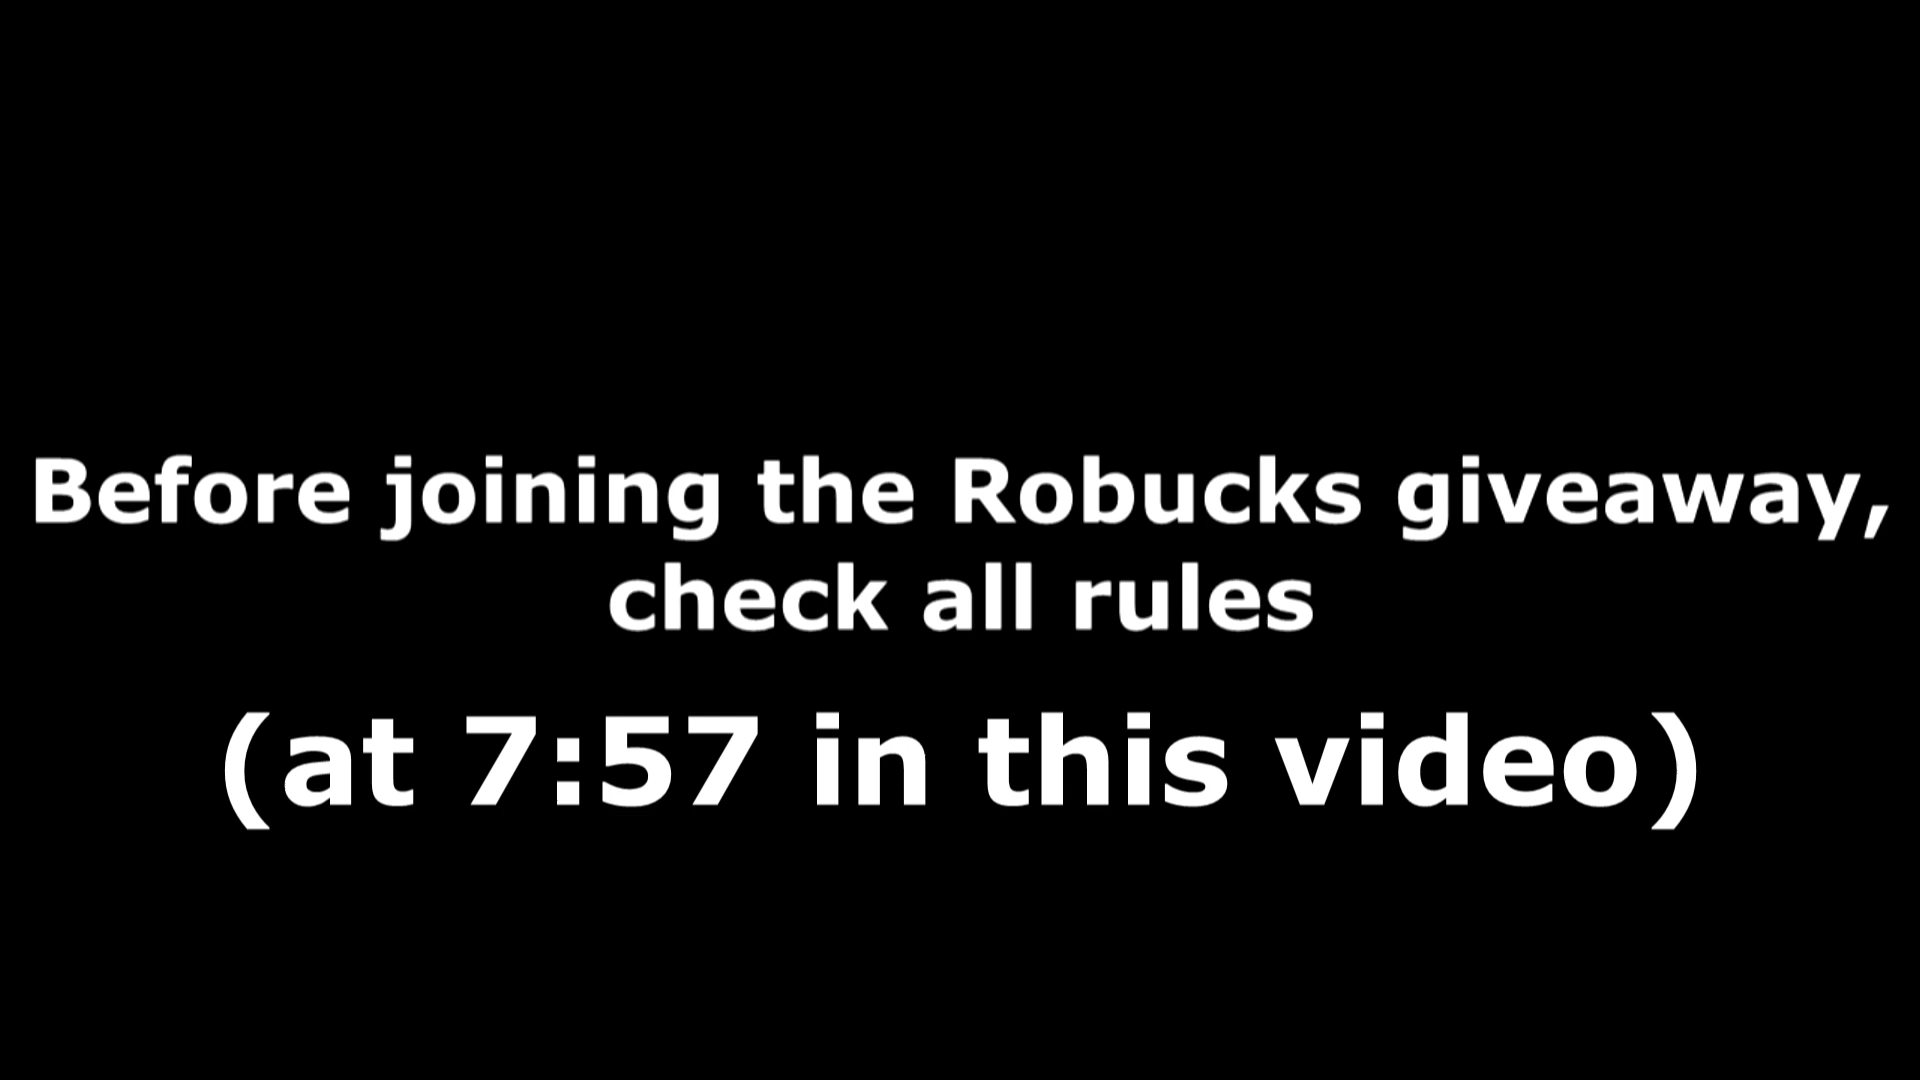 Before joining the Robucks giveaway,
check all rules
(at 7:57 in this video)